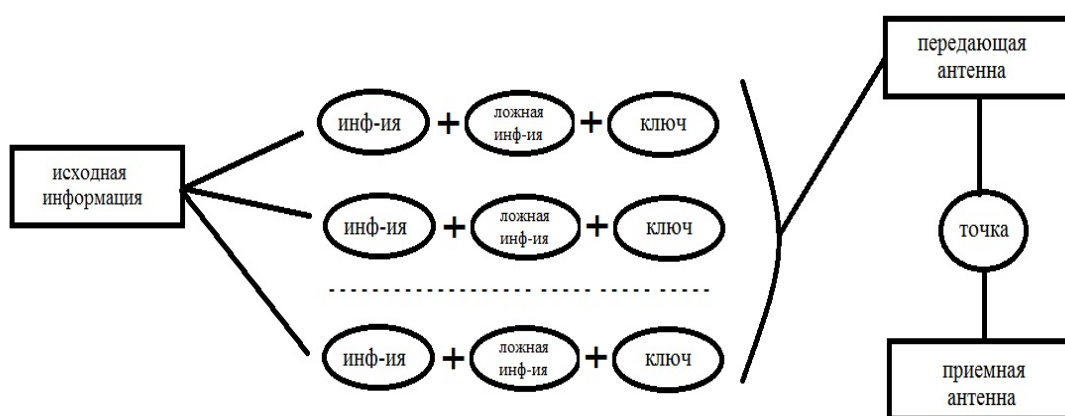 исходная
информация
инф-ия + ложная инф-ия + ключ
инф-ия + ложная инф-ия + ключ
инф-ия + ложная инф-ия + ключ
передающая
антенна
точка
приемная
антенна